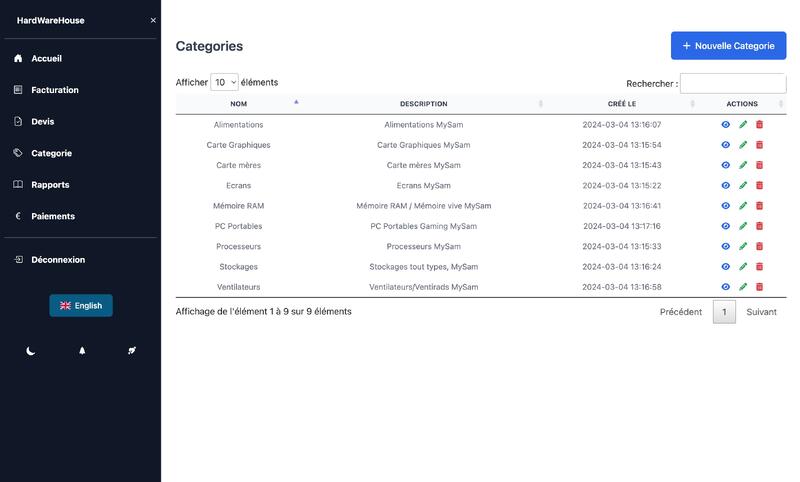 HardWareHouse ×
Accueil
Facturation
Devis
Categorie
Rapports
€ Paiements
Déconnexion
English
Categories
+ Nouvelle Categorie
Afficher 10 éléments
Rechercher :
NOM DESCRIPTION CRÉÉ LE ACTIONS
Alimentations Alimentations MySam 2024-03-04 13:16:07
Carte Graphiques Carte Graphiques MySam 2024-03-04 13:15:54
Carte mères Carte mères MySam 2024-03-04 13:15:43
Ecrans Ecrans MySam 2024-03-04 13:15:22
Mémoire RAM Mémoire RAM / Mémoire vive MySam 2024-03-04 13:16:41
PC Portables PC Portables Gaming MySam 2024-03-04 13:17:16
Processeurs Processeurs MySam 2024-03-04 13:15:33
Stockages Stockages tout types, MySam 2024-03-04 13:16:24
Ventilateurs Ventilateurs/Ventirads MySam 2024-03-04 13:16:58
Affichage de l'élément 1 à 9 sur 9 éléments
Précédent 1 Suivant